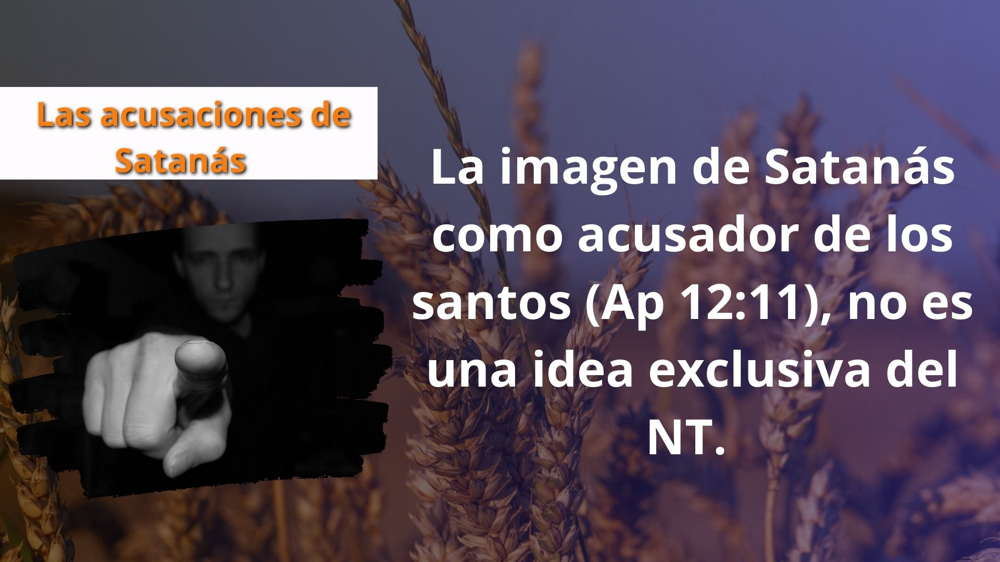 Las acusaciones de
Satanás
La imagen de Satanás
como acusador de los
santos (Ap 12:11), no es
una idea exclusiva del
NT.